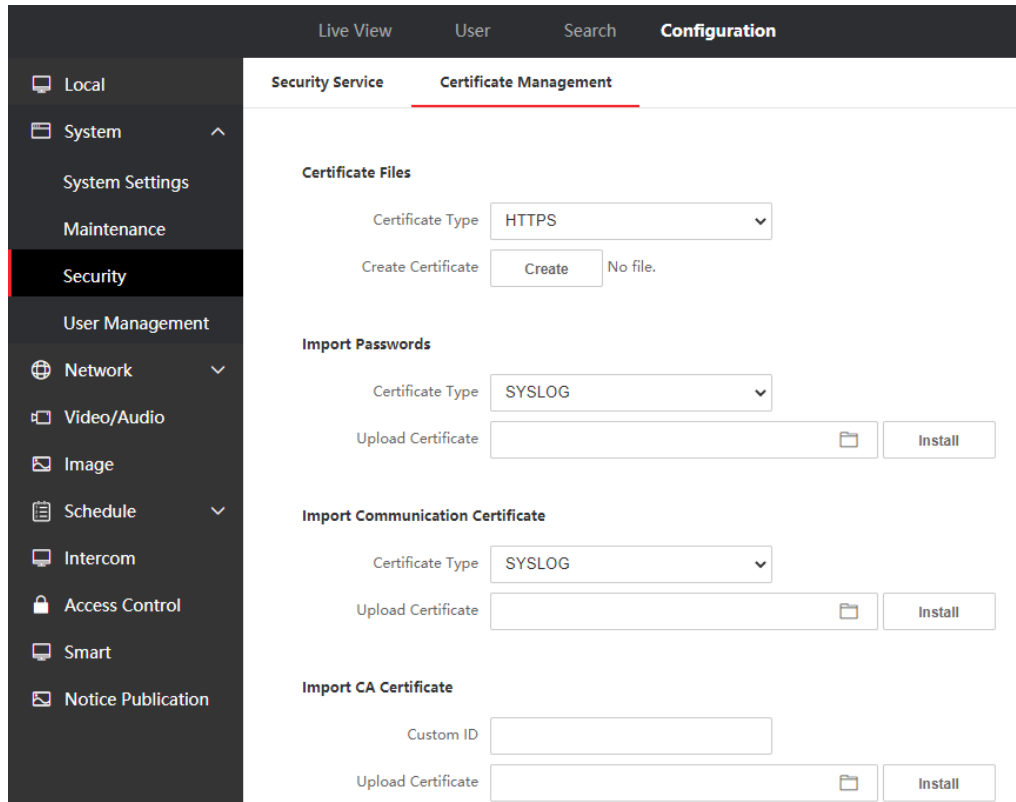 Live View User Search Configuration
Local
System
System Settings
Maintenance
Security
User Management
Network
Video/Audio
Image
Schedule
Intercom
Access Control
Smart
Notice Publication
Security Service Certificate Management
Certificate Files
Certificate Type HTTPS
Create Certificate Create No file.
Import Passwords
Certificate Type SYSLOG
Upload Certificate Install
Import Communication Certificate
Certificate Type SYSLOG
Upload Certificate Install
Import CA Certificate
Custom ID
Upload Certificate Install